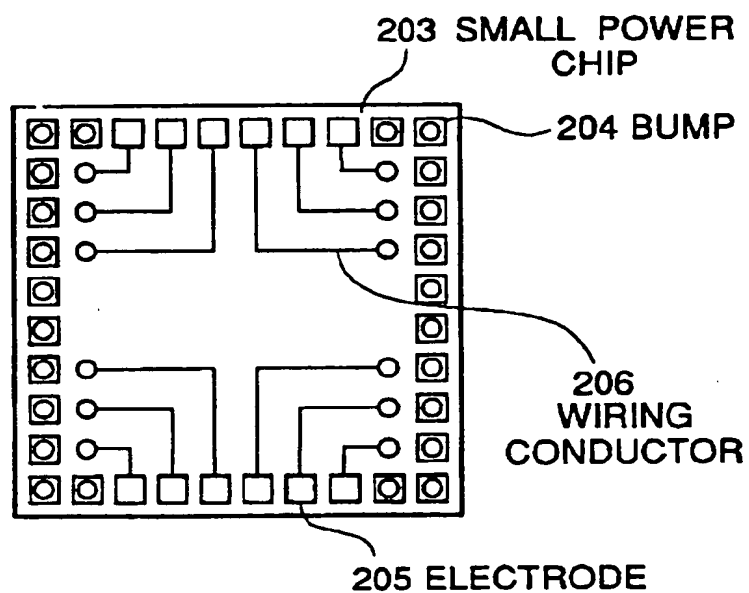 203 SMALL POWER
CHIP
204 BUMP
206
WIRING
CONDUCTOR
205 ELECTRODE